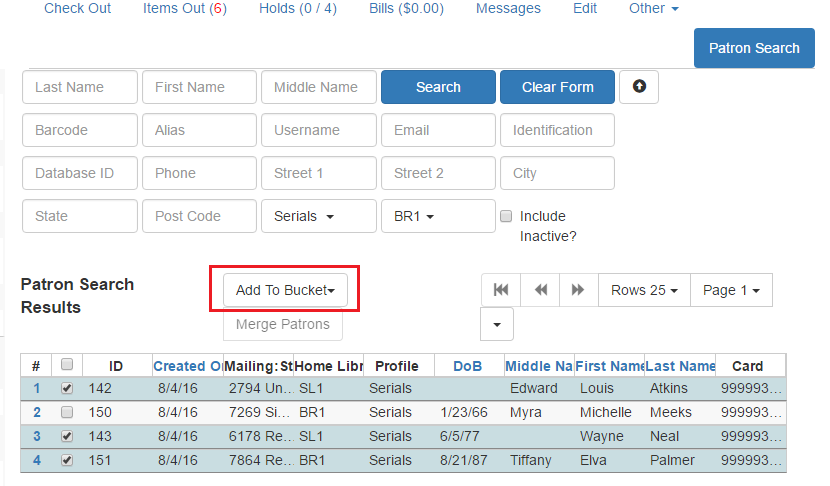 Check Out Items Out (6) Holds (0 / 4) Bills ($0.00) Messages Edit Other
Patron Search
Last Name First Name Middle Name Search Clear Form
Barcode Alias Username Email Identification
Database ID Phone Street 1 Street 2 City
State Post Code Serials BR1 Include
Inactive?
Patron Search
Results
Add To Bucket Rows 25 Page 1
Merge Patrons
# ID Created O Mailing:St Home Libr Profile DoB Middle Na First Name Last Name Card
1 142 8/4/16 2794 Un... SL1 Serials Edward Louis Atkins 999993...
2 150 8/4/16 7269 Si... BR1 Serials 1/23/66 Myra Michelle Meeks 999993...
3 143 8/4/16 6178 Re... SL1 Serials 6/5/77 Wayne Neal 999993...
4 151 8/4/16 7864 Re... BR1 Serials 8/21/87 Tiffany Elva Palmer 999993...